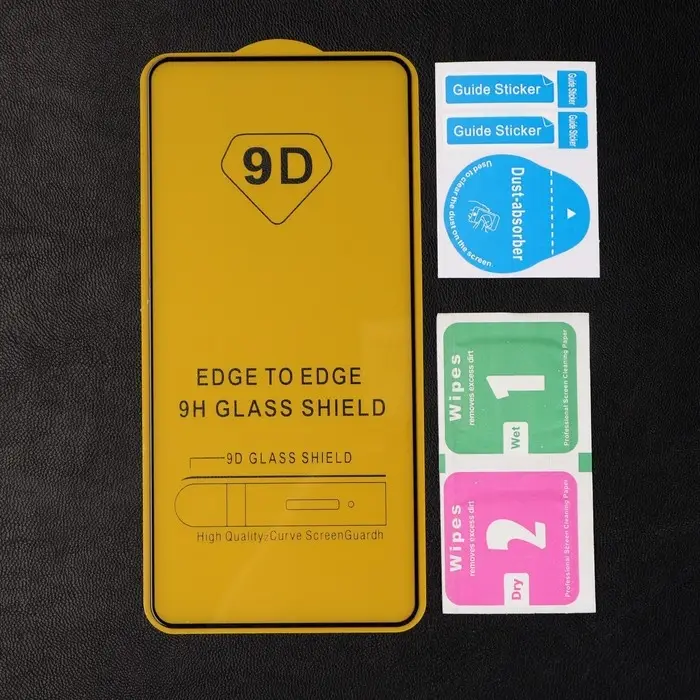 9D
EDGE TO EDGE
9H GLASS SHIELD
9D GLASS SHIELD
High Quality:Curve ScreenGuardh
Guide Sticker
Guide Sticker
Guide Sticker
Guide Sticker
Dust-absorber
Used to clear the dust on the screen
Wipes
removes excess dirt
1
Wet
Professional Screen Cleaning Paper
Wipes
removes excess dirt
2
Dry
Professional Screen Cleaning Paper